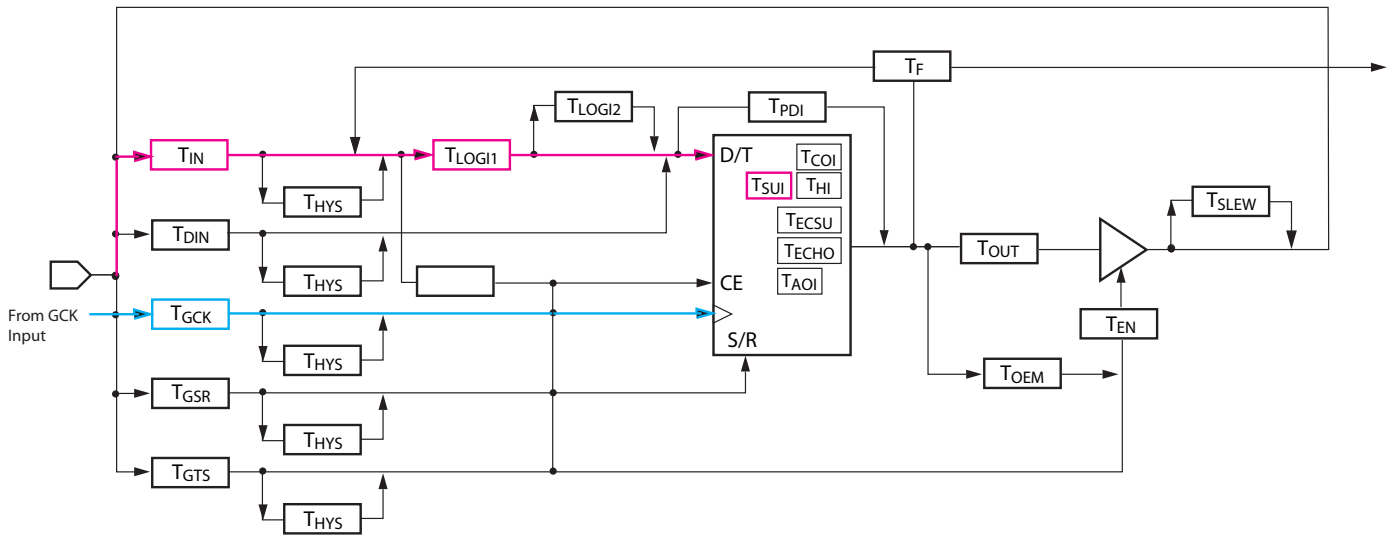 TF
TLOGI2
TPDI
TIN
TLOGI1
D/T
TCOI
TSUI
THI
THYS
TSLEW
TECSU
TDIN
TECHO
TOUT
THYS
CE
TAOI
From GCK
Input
TGCK
TEN
S/R
THYS
TOEM
TGSR
THYS
TGTS
THYS